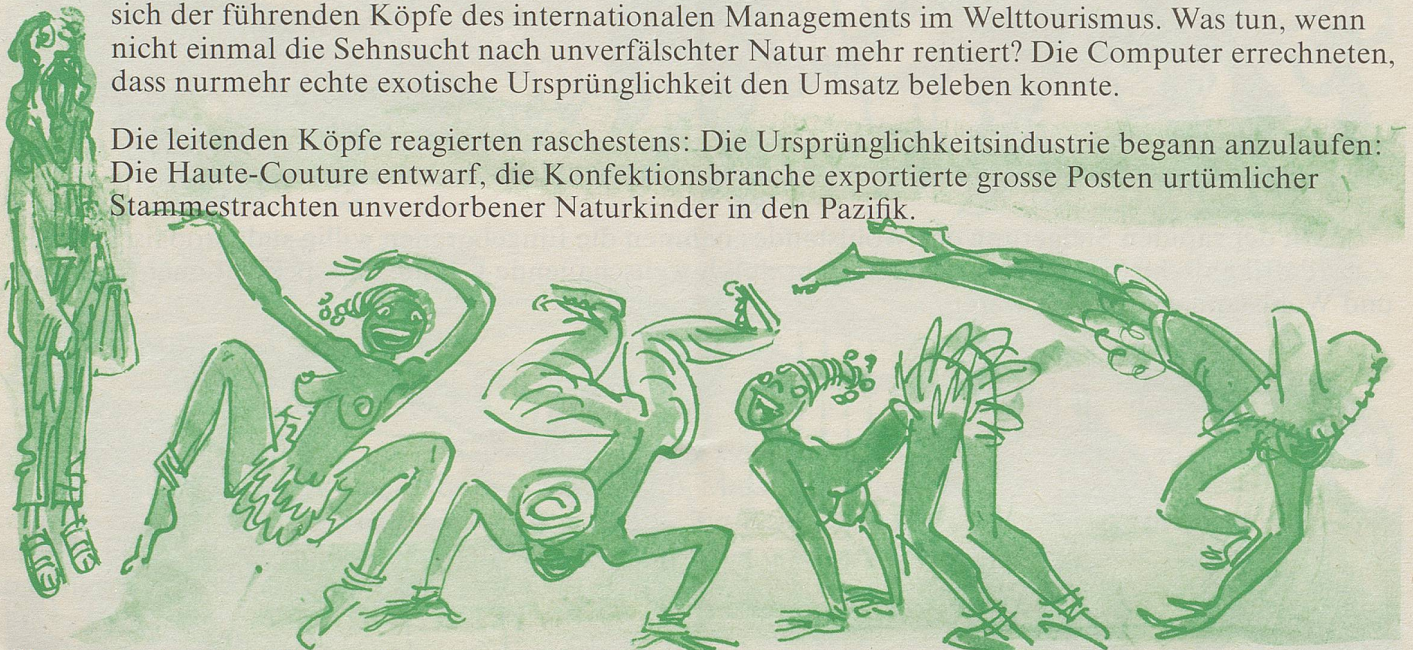 sich der führenden Köpfe des internationalen Managements im Welttourismus. Was tun, wenn
nicht einmal die Sehnsucht nach unverfälschter Natur mehr rentiert? Die Computer errechneten,
dass nurmehr echte exotische Ursprünglichkeit den Umsatz beleben konnte.
Die leitenden Köpfe reagierten raschestens: Die Ursprünglichkeitsindustrie begann anzulaufen:
Die Haute-Couture entwarf, die Konfektionsbranche exportierte grosse Posten urtümlicher
Stammestrachten unverdorbener Naturkinder in den Pazifik.